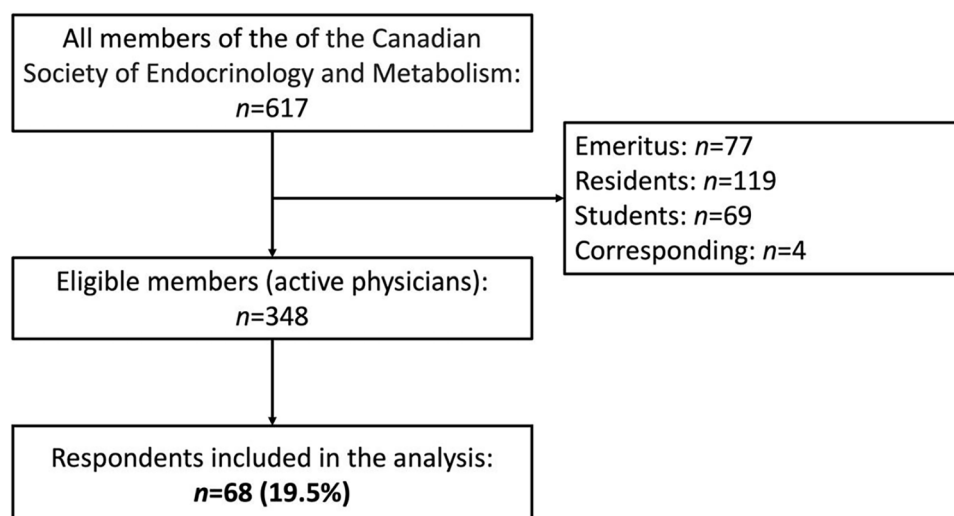 All members of the of the Canadian
Society of Endocrinology and Metabolism:
n=617
Emeritus: n=77
Residents: n=119
Students: n=69
Corresponding: n=4
Eligible members (active physicians):
n=348
Respondents included in the analysis:
n=68 (19.5%)